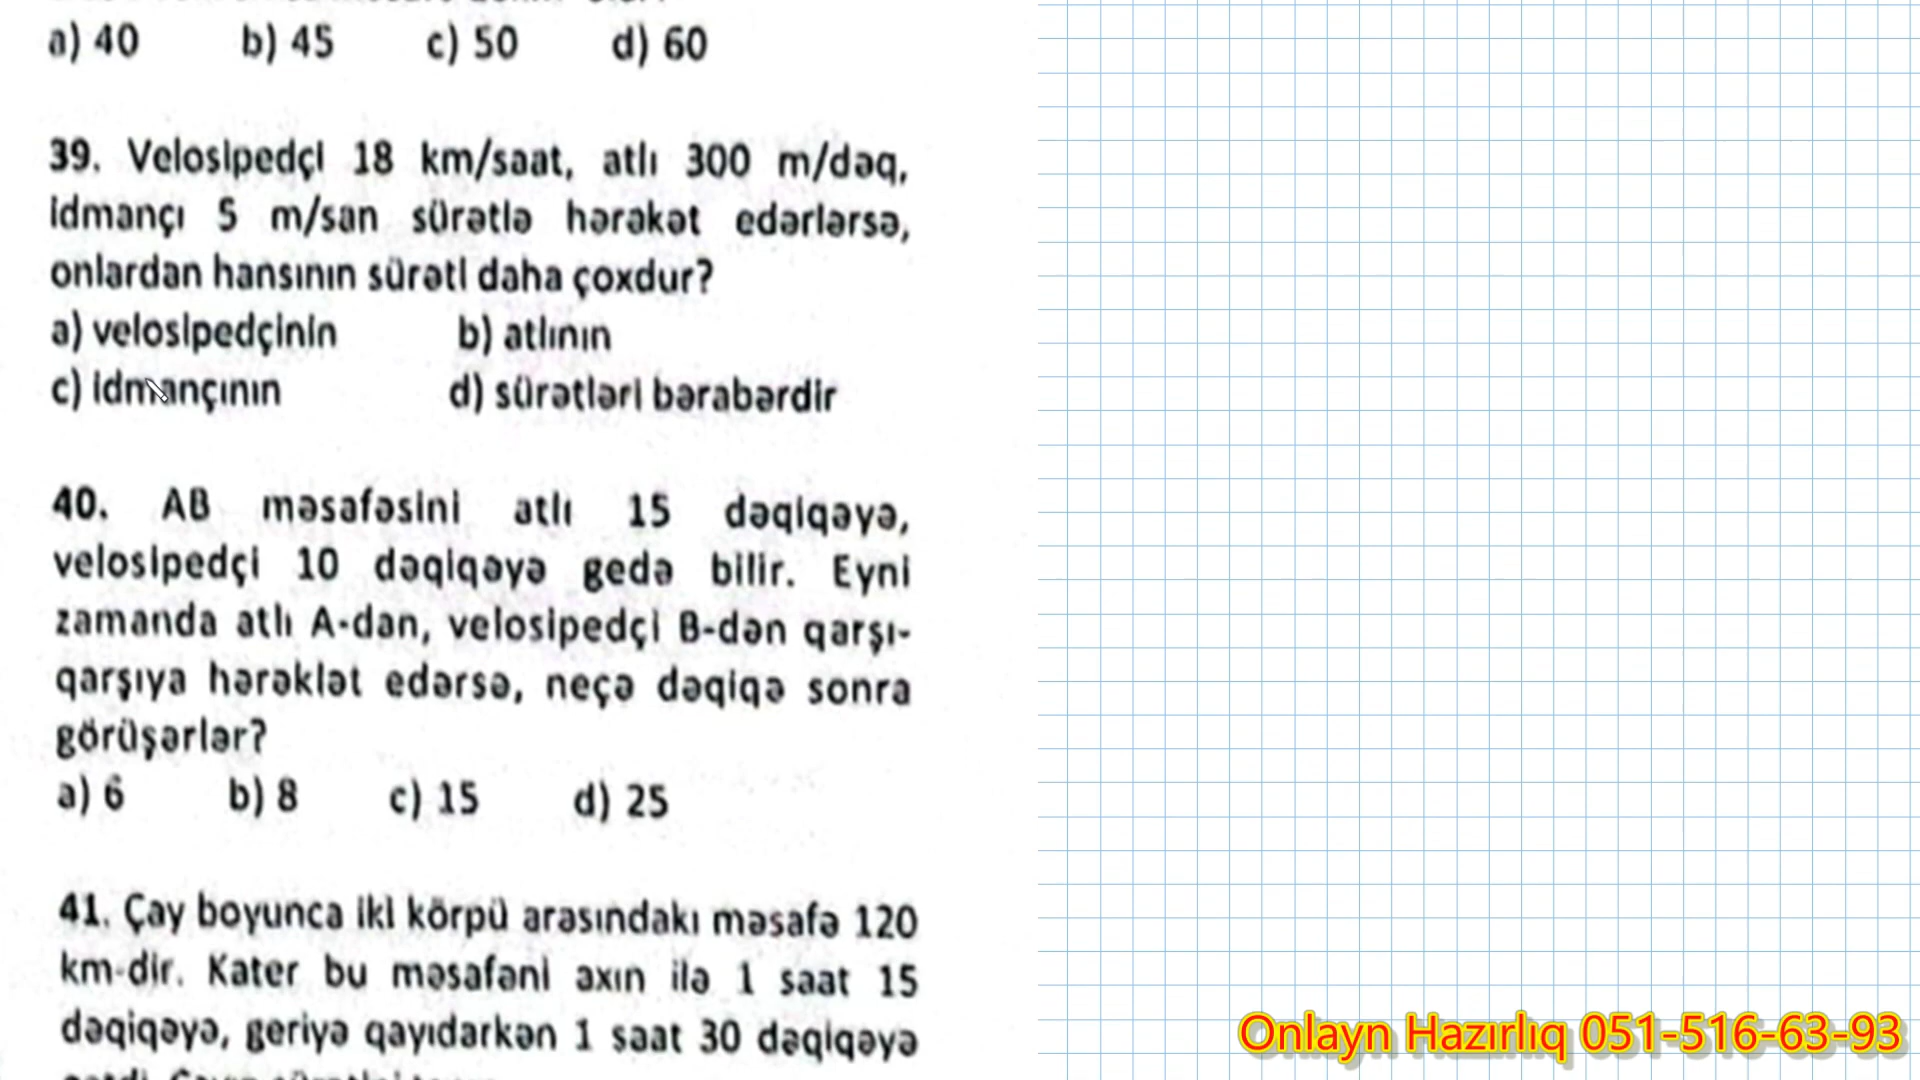 a) 40 b) 45 c) 50 d) 60
39. Velosipedçi 18 km/saat, atlı 300 m/dəq,
idmançı 5 m/san sürətlə hərəkət edərlərsə,
onlardan hansının sürəti daha çoxdur?
a) velosipedçinin b) atlının
c) idmançının d) sürətləri bərabərdir
40. AB məsafəsini atlı 15 dəqiqəyə,
velosipedçi 10 dəqiqəyə gedə bilir. Eyni
zamanda atlı A-dan, velosipedçi B-dən qarşı-
qarşıya hərəklət edərsə, neçə dəqiqə sonra
görüşərlər?
a) 6 b) 8 c) 15 d) 25
41. Çay boyunca iki körpü arasındakı məsafə 120
km-dir. Kater bu məsafəni axın ilə 1 saat 15
dəqiqəyə, geriyə qayıdarkən 1 saat 30 dəqiqəyə
Onlayn Hazırlıq 051-516-63-93